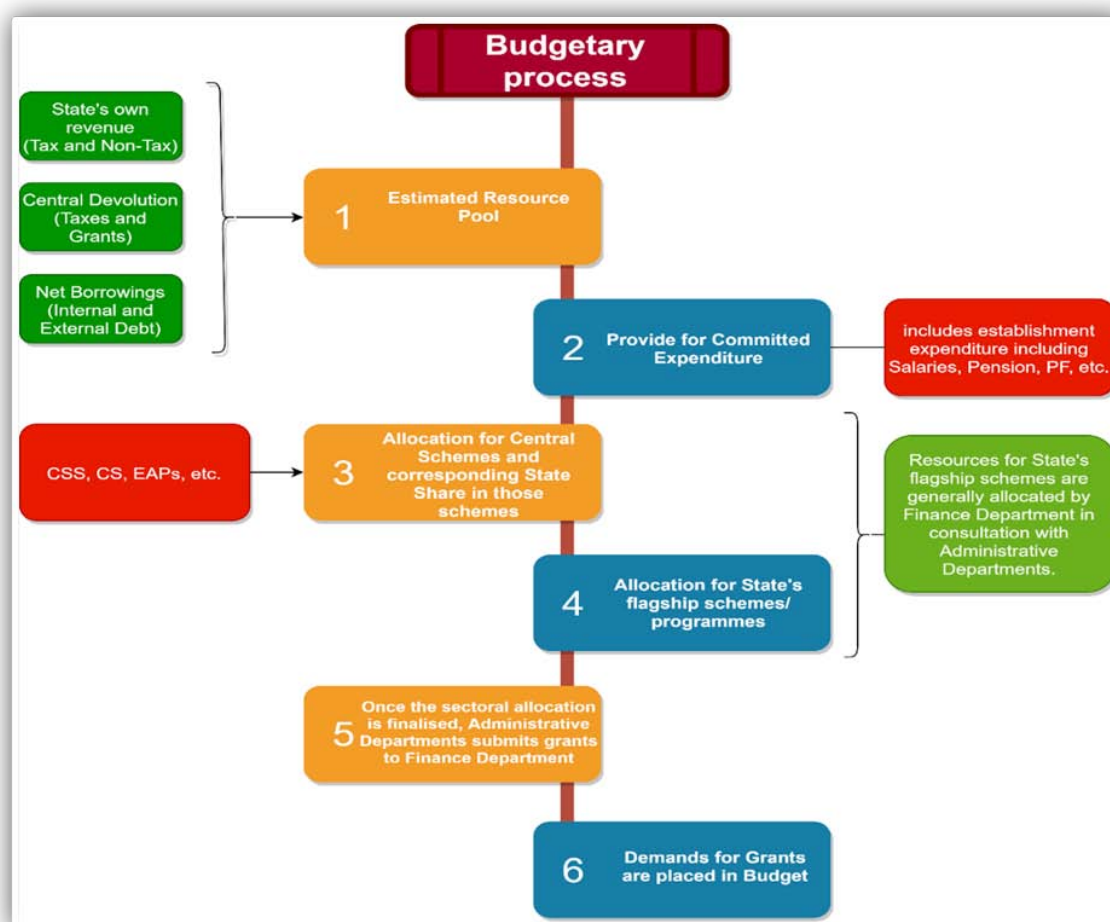 Budgetary
process
State's own
revenue
(Tax and Non-Tax)
Central Devolution
(Taxes and
Grants)
Net Borrowings
(Internal and
External Debt)
1
Estimated Resource
Pool
2
Provide for Committed
Expenditure
includes establishment
expenditure including
Salaries, Pension, PF, etc.
CSS, CS, EAPs, etc.
3
Allocation for Central
Schemes and
corresponding State
Share in those
schemes
Resources for State's
flagship schemes are
generally allocated by
Finance Department in
consultation with
Administrative
Departments.
4
Allocation for State's
flagship schemes/
programmes
5
Once the sectoral allocation
is finalised, Administrative
Departments submits grants
to Finance Department
6
Demands for Grants
are placed in Budget